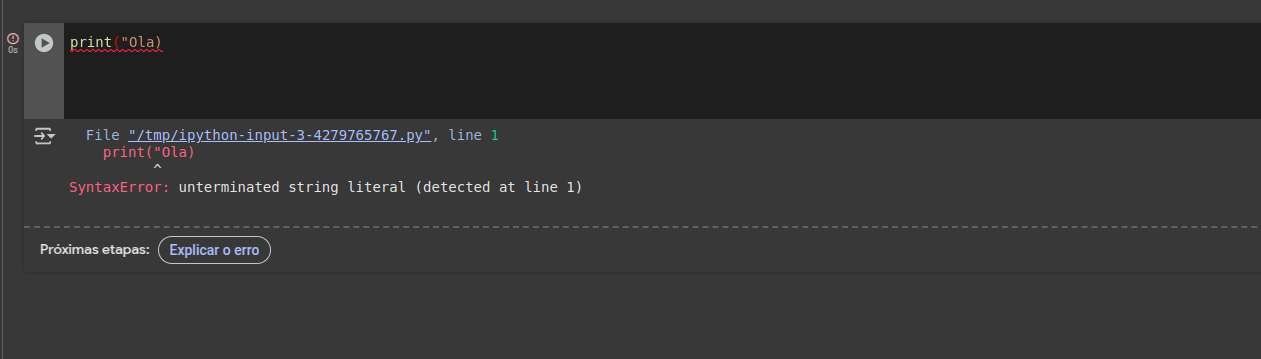 print("Ola)
0s
File "/tmp/ipython-input-3-4279765767.py", line 1
print("Ola)
^
SyntaxError: unterminated string literal (detected at line 1)
Próximas etapas: Explicar o erro